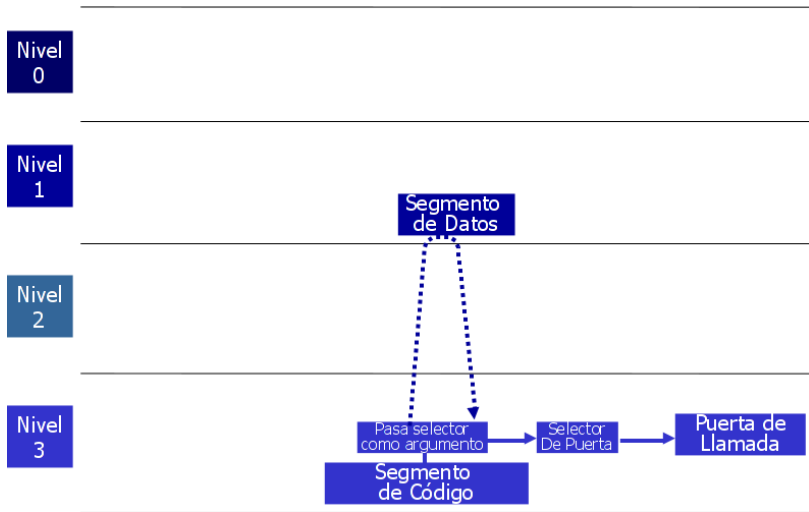 Nivel
0
Nivel
1
Segmento
de Datos
Nivel
2
Nivel
3
Pasa selector
como argumento
Selector
De Puerta
Puerta de
Llamada
Segmento
de Código